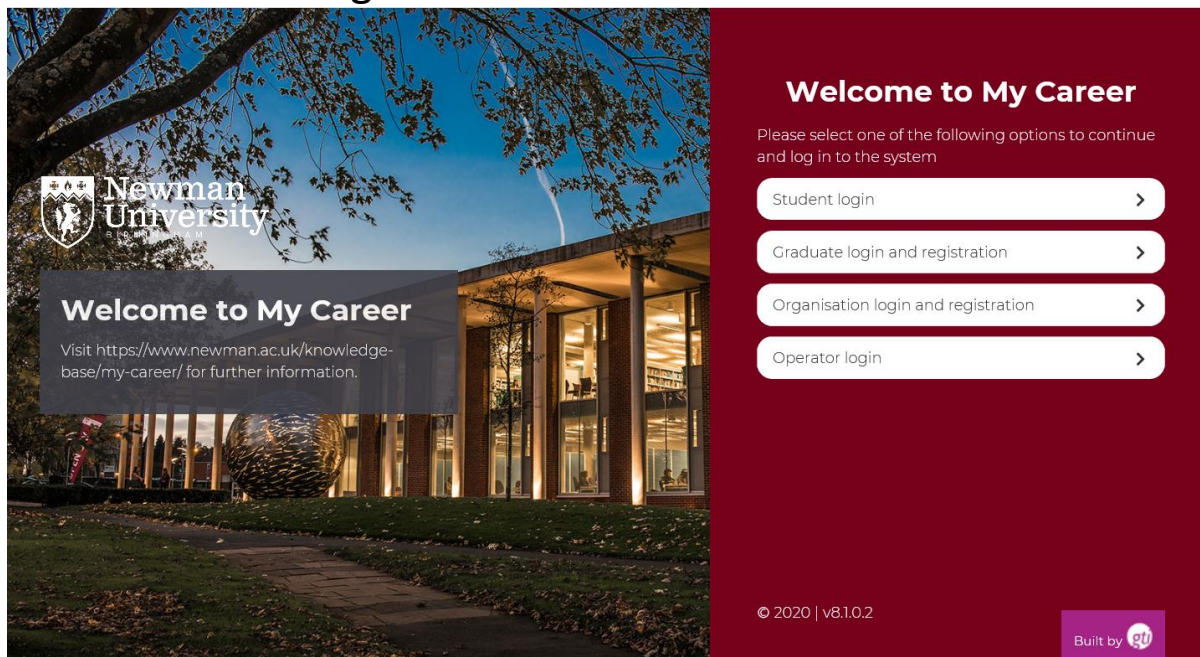 Newman
University
BIRMINGHAM
Welcome to My Career
Visit https://www.newman.ac.uk/knowledge-
base/my-career/ for further information.
Welcome to My Career
Please select one of the following options to continue
and log in to the system
Student login
Graduate login and registration
Organisation login and registration
Operator login
© 2020 | v8.1.0.2
Built by gti